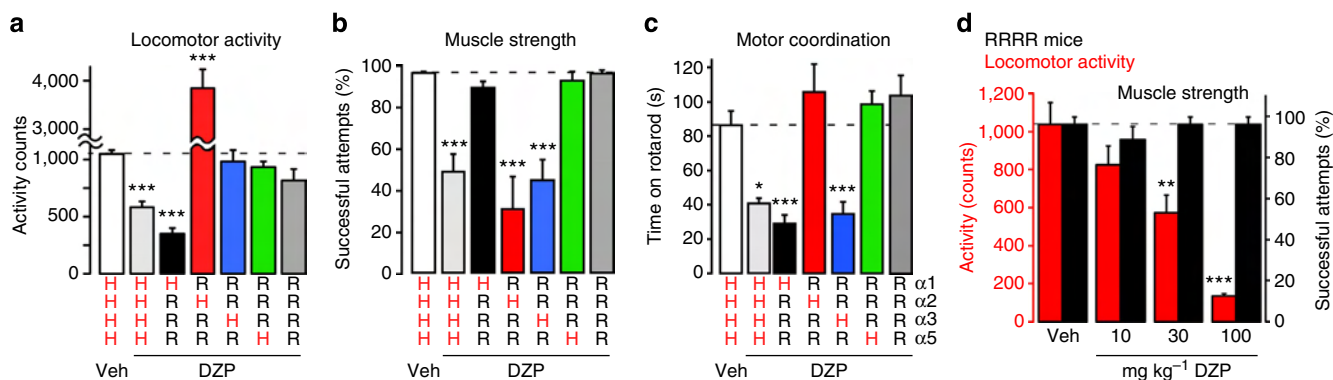 a
Locomotor activity
Activity counts
4,000
3,000
1,000
500
0
***
***
***
H H H R R R R
H H R H R R R
H H R R H R R
H H R R R H R
Veh
DZP
b
Muscle strength
Successful attempts (%)
100
80
60
40
20
0
***
***
***
H H H R R R R
H H R H R R R
H H R R H R R
H H R R R H R
Veh
DZP
c
Motor coordination
Time on rotarod (s)
120
100
80
60
40
20
0
*
***
***
H H H R R R R α1
H H R H R R R α2
H H R R H R R α3
H H R R R H R α5
Veh
DZP
d
RRRR mice
Locomotor activity
Muscle strength
Activity (counts)
1,200
1,000
800
600
400
200
0
**
***
100
80
60
40
20
0
Successful attempts (%)
Veh 10 30 100
mg kg⁻¹ DZP